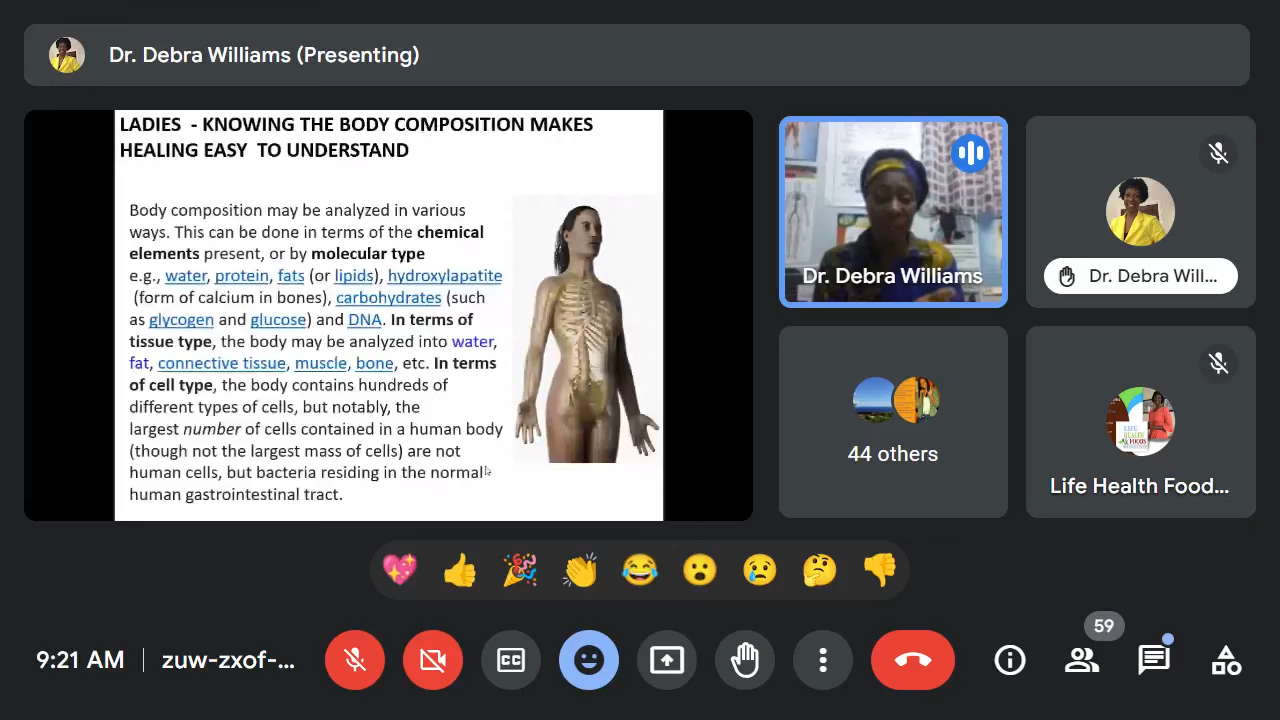 Dr. Debra Williams (Presenting)
LADIES - KNOWING THE BODY COMPOSITION MAKES
HEALING EASY TO UNDERSTAND
Body composition may be analyzed in various
ways. This can be done in terms of the chemical
elements present, or by molecular type
e.g., water, protein, fats (or lipids), hydroxylapatite
(form of calcium in bones), carbohydrates (such
as glycogen and glucose) and DNA. In terms of
tissue type, the body may be analyzed into water,
fat, connective tissue, muscle, bone, etc. In terms
of cell type, the body contains hundreds of
different types of cells, but notably, the
largest number of cells contained in a human body
(though not the largest mass of cells) are not
human cells, but bacteria residing in the normal
human gastrointestinal tract.
Dr. Debra Williams
Dr. Debra Will...
44 others
LIFE
HEALTH
& FOODS
Life Health Food...
9:21 AM
zuw-zxof-...
CC
59